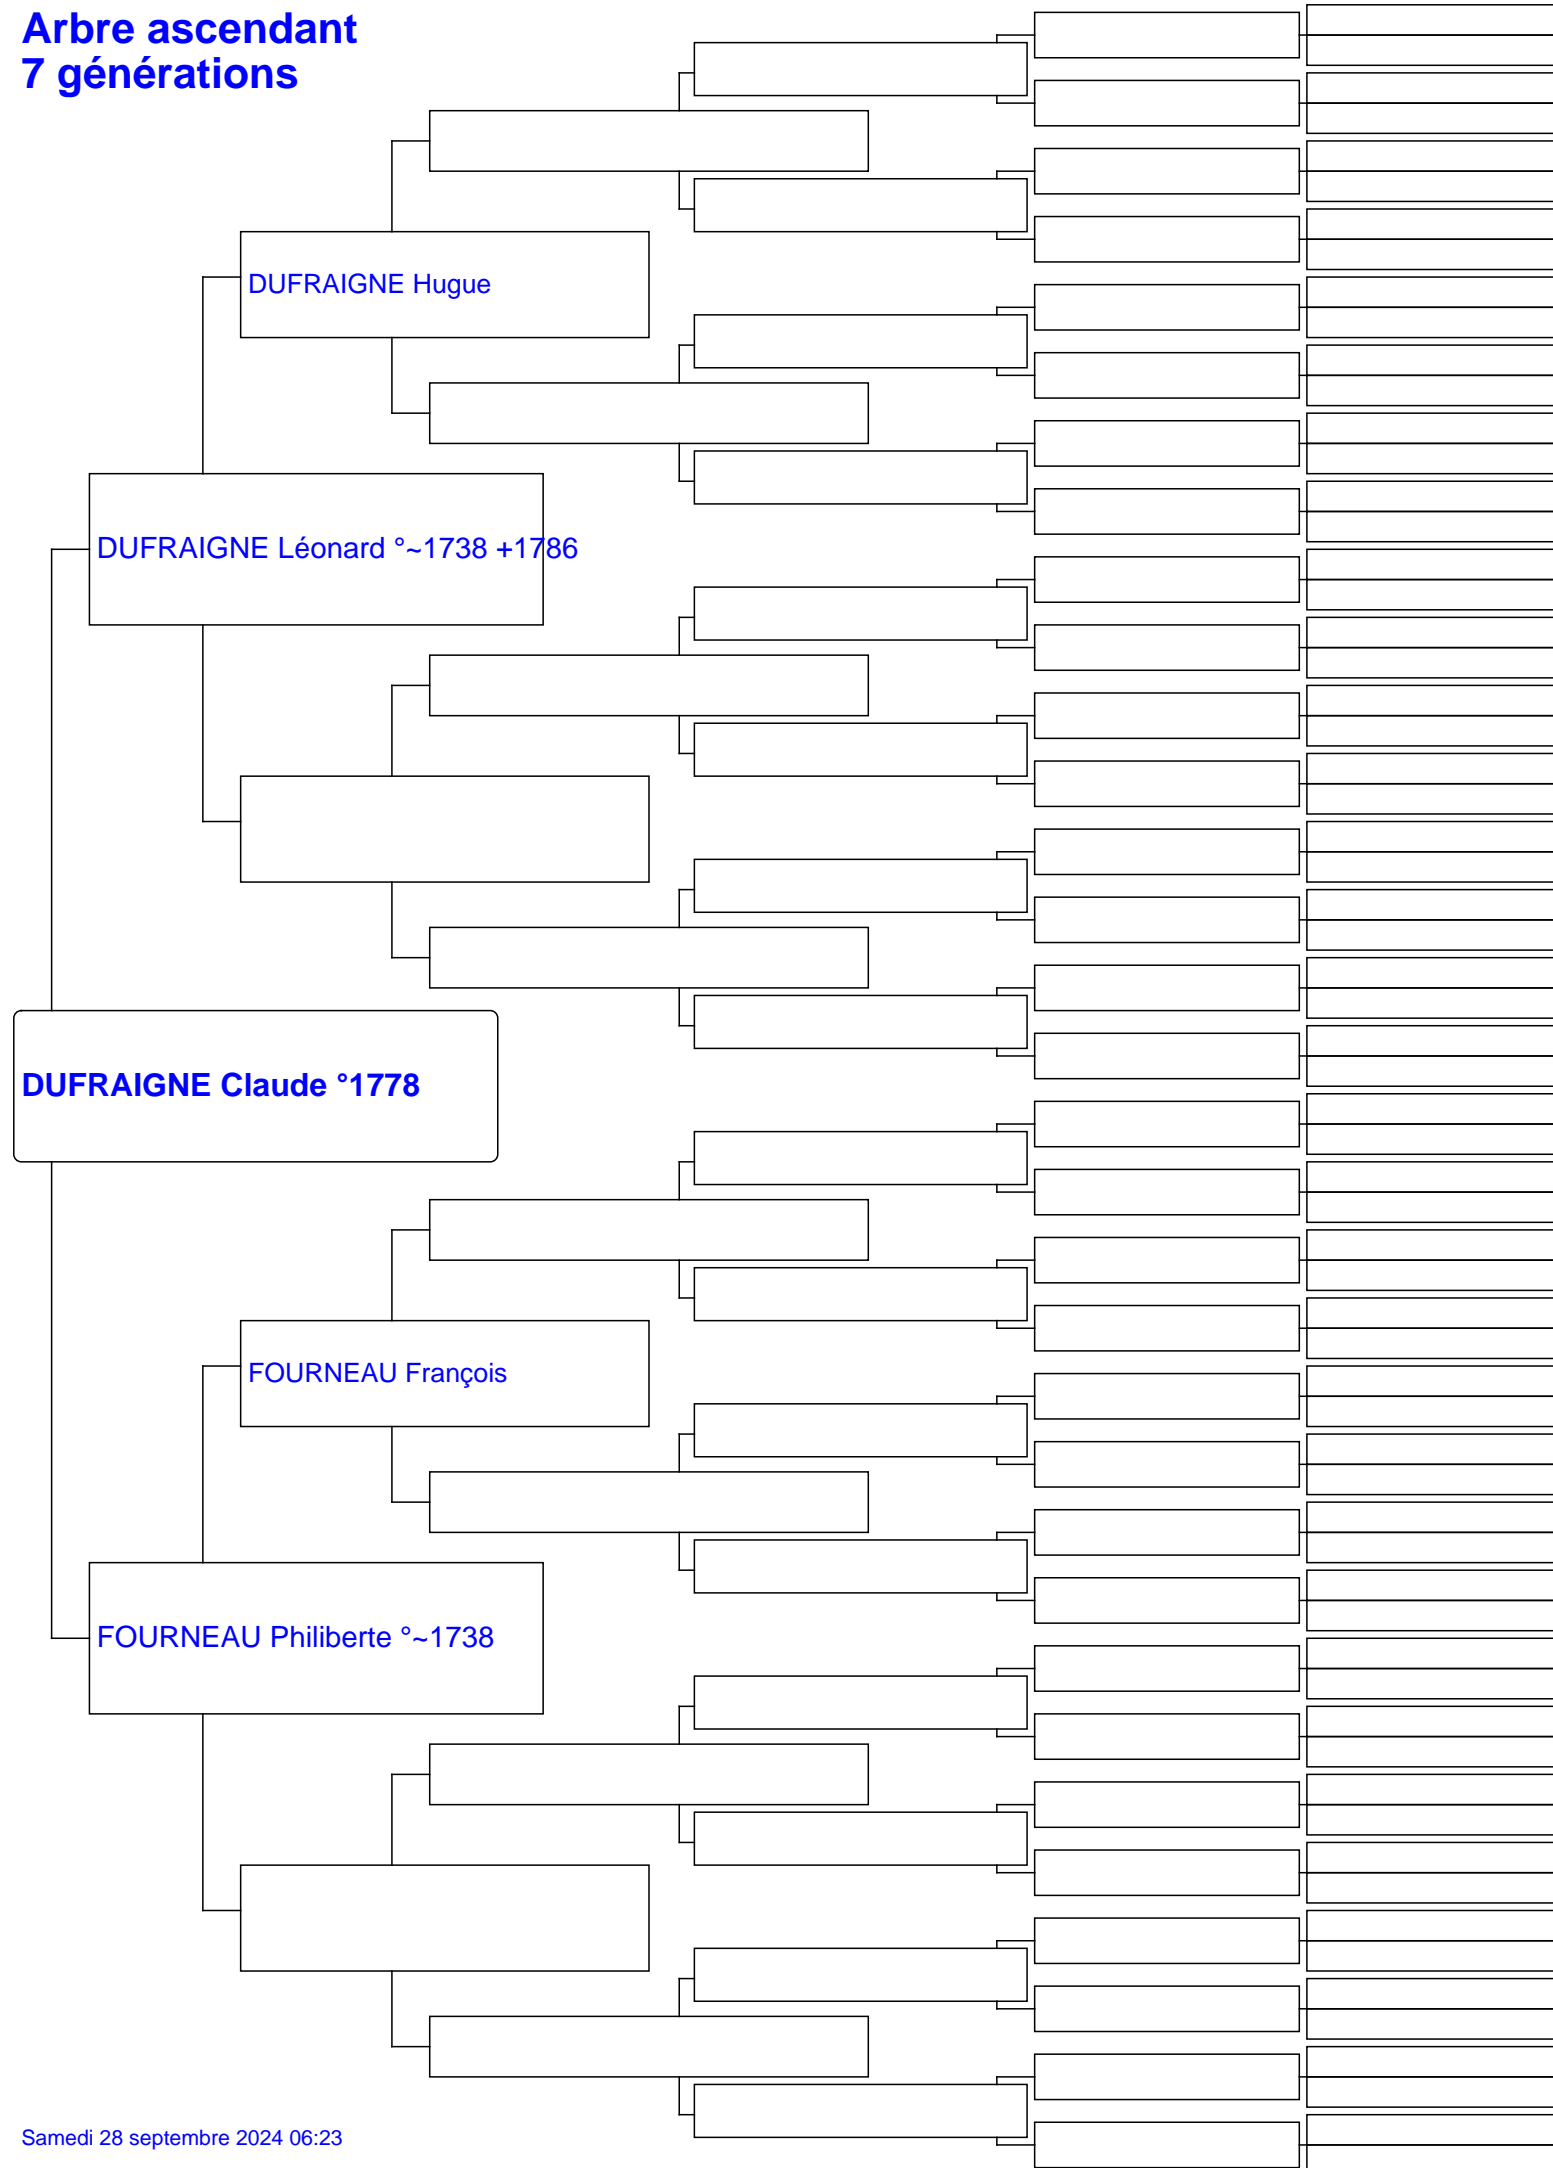 Arbre ascendant
7 générations
DUFRAIGNE Hugue
DUFRAIGNE Léonard °~1738 +1786
DUFRAIGNE Claude °1778
FOURNEAU François
FOURNEAU Philiberte °~1738
Samedi 28 septembre 2024 06:23